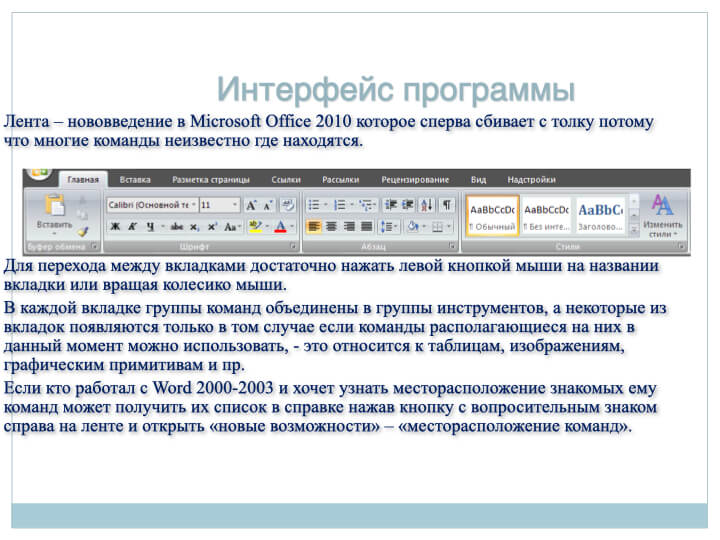 Интерфейс программы
Лента – нововведение в Microsoft Office 2010 которое сперва сбивает с толку потому
что многие команды неизвестно где находятся.
Главная Вставка Разметка страницы Ссылки Рассылки Рецензирование Вид Надстройки
Calibri (Основной те 11
AaBbCcDc AaBbCcDc AaBbC
Вставить
Ж К Ч abc x₂ x² Aa
¶ Обычный ¶ Без инте... Заголово...
Изменить
стили
Буфер обмена Шрифт Абзац Стили
Для перехода между вкладками достаточно нажать левой кнопкой мыши на названии
вкладки или вращая колесико мыши.
В каждой вкладке группы команд объединены в группы инструментов, а некоторые из
вкладок появляются только в том случае если команды располагающиеся на них в
данный момент можно использовать, - это относится к таблицам, изображениям,
графическим примитивам и пр.
Если кто работал с Word 2000-2003 и хочет узнать месторасположение знакомых ему
команд может получить их список в справке нажав кнопку с вопросительным знаком
справа на ленте и открыть «новые возможности» – «месторасположение команд».